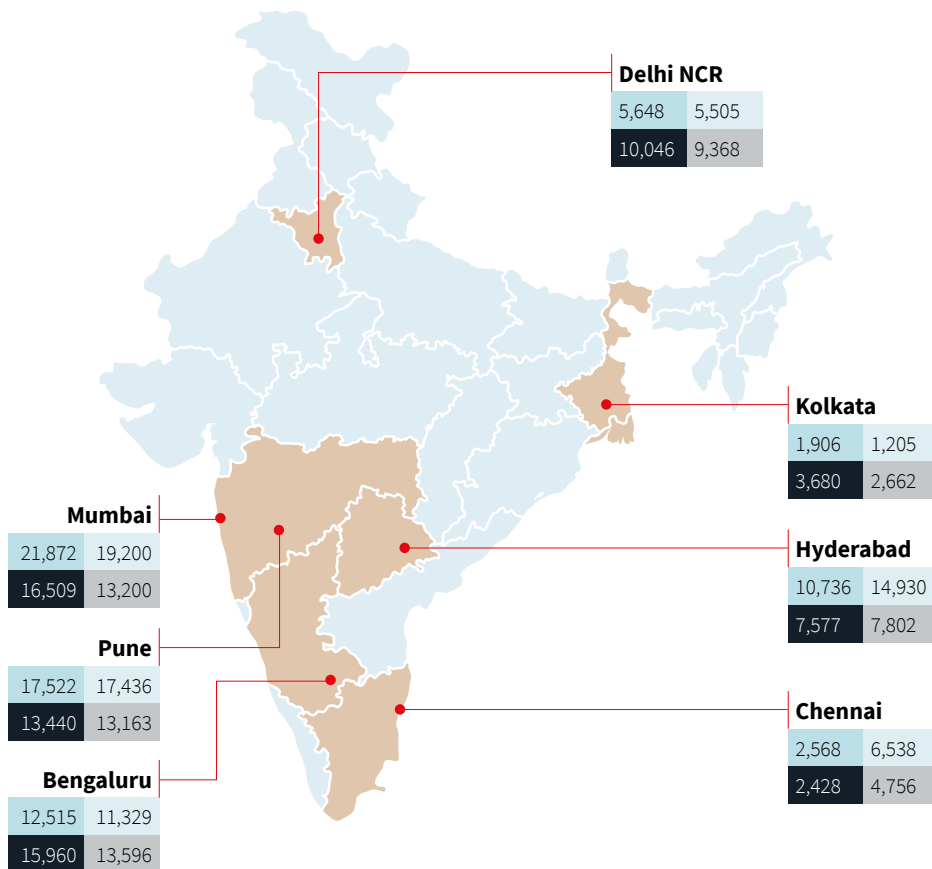 Delhi NCR
5,648 5,505
10,046 9,368
Kolkata
1,906 1,205
3,680 2,662
Mumbai
21,872 19,200
16,509 13,200
Hyderabad
10,736 14,930
7,577 7,802
Pune
17,522 17,436
13,440 13,163
Chennai
2,568 6,538
2,428 4,756
Bengaluru
12,515 11,329
15,960 13,596